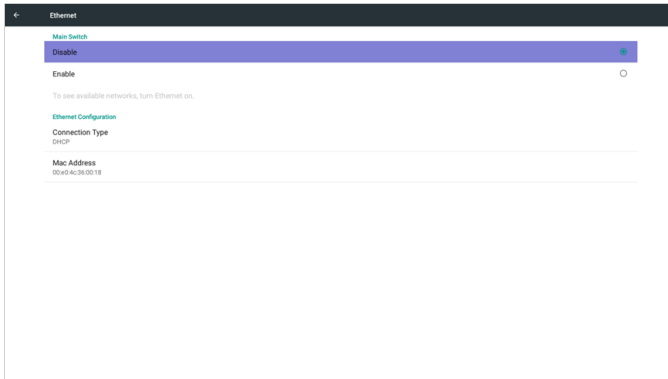 Ethernet
Main Switch
Disable
Enable
To see available networks, turn Ethernet on.
Ethernet Configuration
Connection Type
DHCP
Mac Address
00:e0:4c:36:00:18